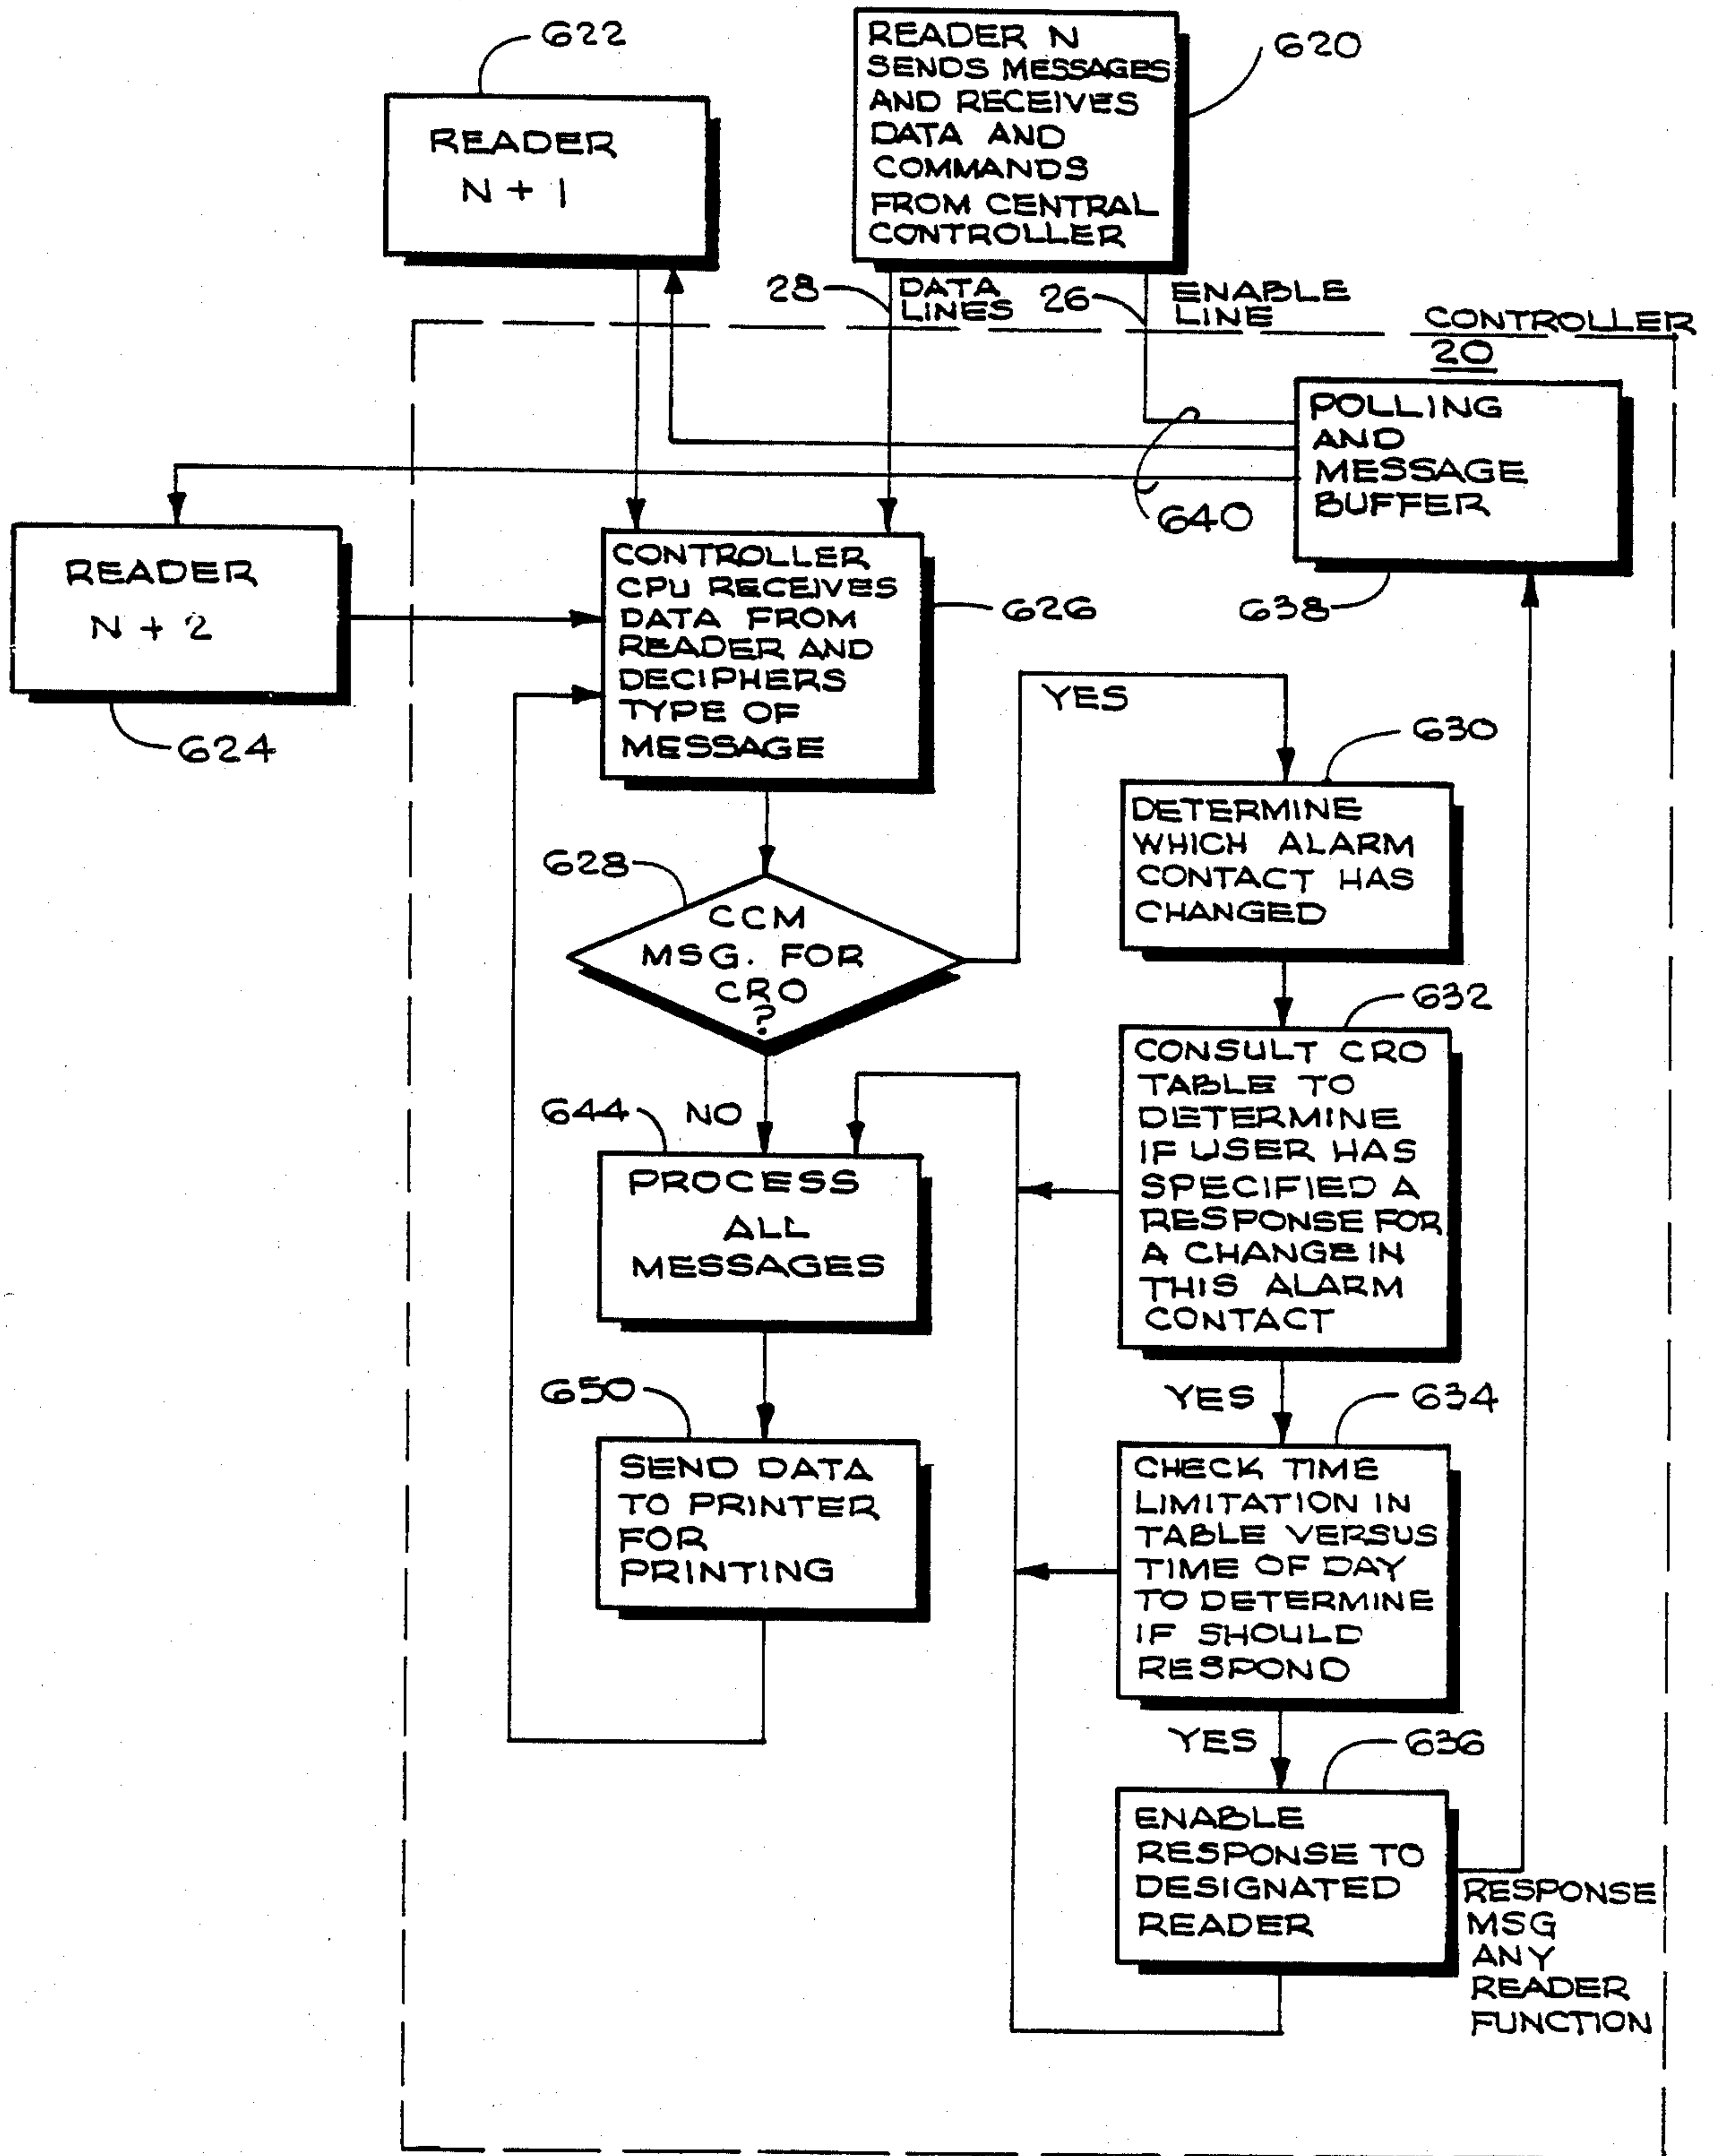 622
READER
N + 1
READER N
SENDS MESSAGES
AND RECEIVES
DATA AND
COMMANDS
FROM CENTRAL
CONTROLLER
620
28
DATA
LINES
26
ENABLE
LINE
CONTROLLER
20
POLLING
AND
MESSAGE
BUFFER
640
638
READER
N + 2
624
CONTROLLER
CPU RECEIVES
DATA FROM
READER AND
DECIPHERS
TYPE OF
MESSAGE
626
YES
630
DETERMINE
WHICH ALARM
CONTACT HAS
CHANGED
628
CCM
MSG. FOR
CRO
?
632
CONSULT CRO
TABLE TO
DETERMINE
IF USER HAS
SPECIFIED A
RESPONSE FOR
A CHANGE IN
THIS ALARM
CONTACT
644
NO
PROCESS
ALL
MESSAGES
YES
634
650
SEND DATA
TO PRINTER
FOR
PRINTING
CHECK TIME
LIMITATION IN
TABLE VERSUS
TIME OF DAY
TO DETERMINE
IF SHOULD
RESPOND
YES
636
ENABLE
RESPONSE TO
DESIGNATED
READER
RESPONSE
MSG
ANY
READER
FUNCTION